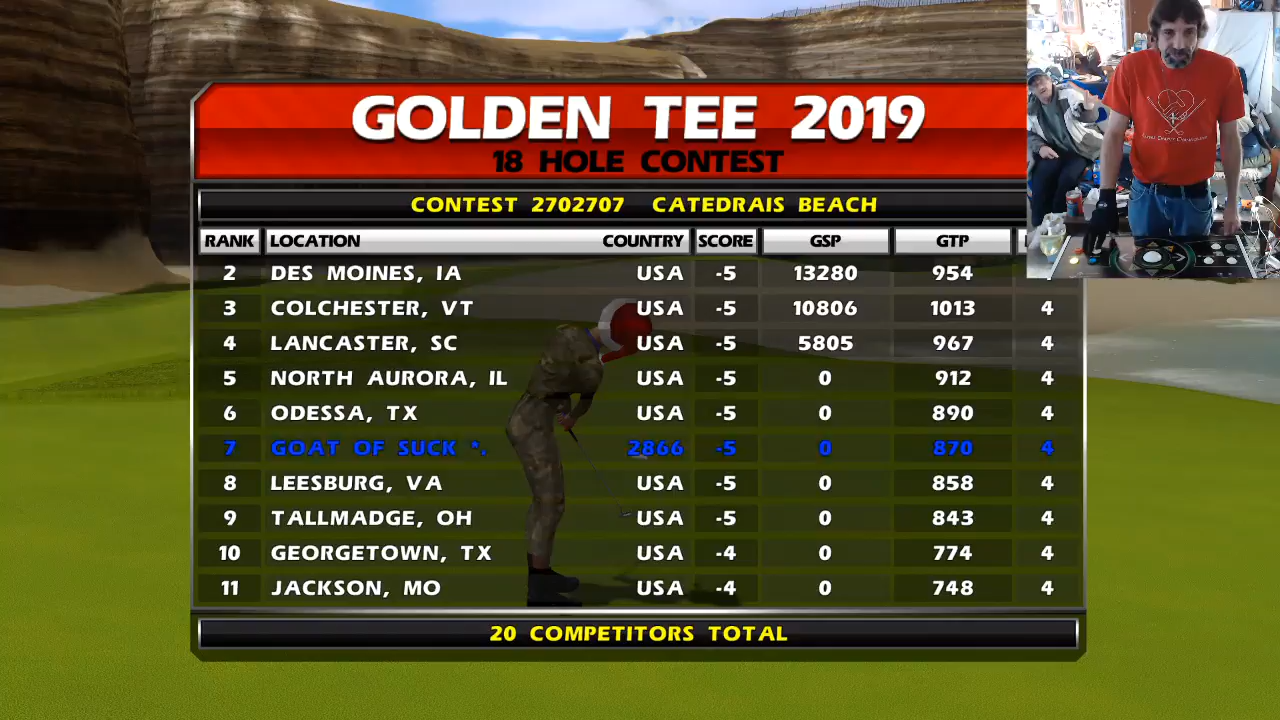 GOLDEN TEE 2019
18 HOLE CONTEST
CONTEST 2702707 CATEDRAIS BEACH
RANK LOCATION COUNTRY SCORE GSP GTP
2 DES MOINES, IA USA -5 13280 954
3 COLCHESTER, VT USA -5 10806 1013 4
4 LANCASTER, SC USA -5 5805 967 4
5 NORTH AURORA, IL USA -5 0 912 4
6 ODESSA, TX USA -5 0 890 4
7 GOAT OF SUCK *. 2866 -5 0 870 4
8 LEESBURG, VA USA -5 0 858 4
9 TALLMADGE, OH USA -5 0 843 4
10 GEORGETOWN, TX USA -4 0 774 4
11 JACKSON, MO USA -4 0 748 4
20 COMPETITORS TOTAL